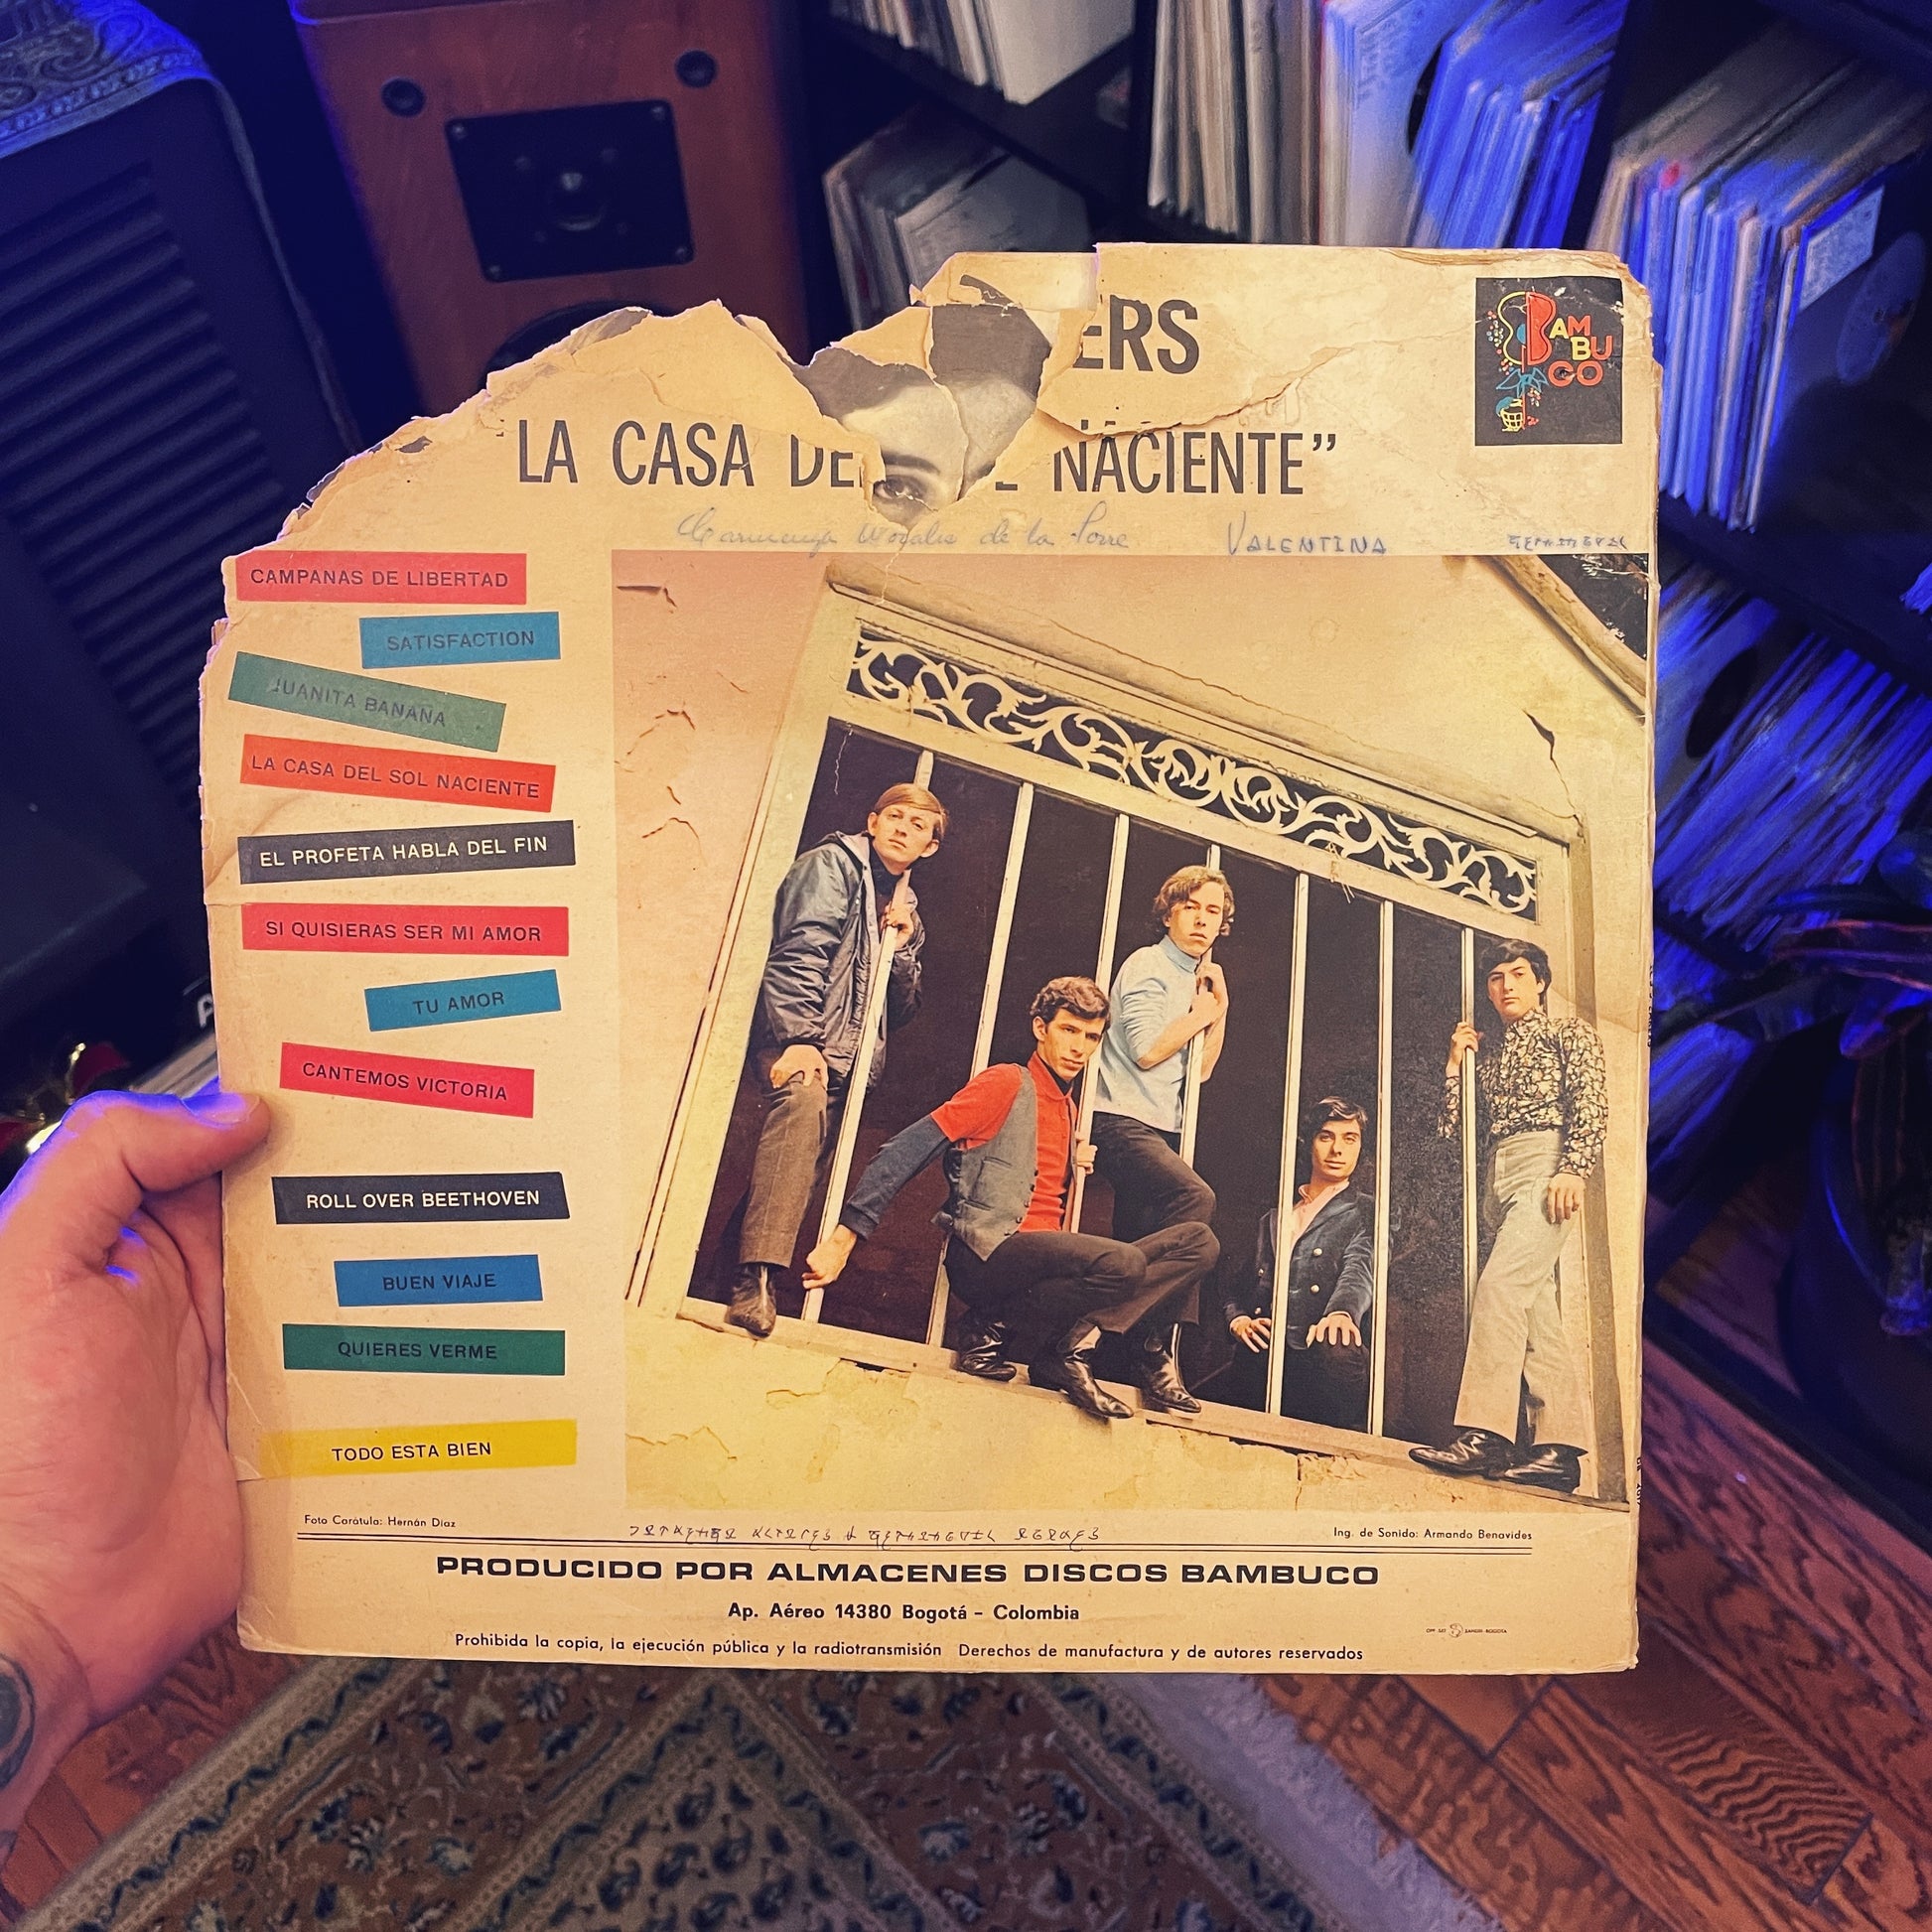 ERS
"LA CASA DEL NACIENTE"
BAMBUCO
Valentina
CAMPANAS DE LIBERTAD
SATISFACTION
JUANITA BANANA
LA CASA DEL SOL NACIENTE
EL PROFETA HABLA DEL FIN
SI QUISIERAS SER MI AMOR
TU AMOR
CANTEMOS VICTORIA
ROLL OVER BEETHOVEN
BUEN VIAJE
QUIERES VERME
TODO ESTA BIEN
Foto Carátula: Hernán Díaz
Ing. de Sonido: Armando Benavides
PRODUCIDO POR ALMACENES DISCOS BAMBUCO
Ap. Aéreo 14380 Bogotá - Colombia
Prohibida la copia, la ejecución pública y la radiotransmisión Derechos de manufactura y de autores reservados